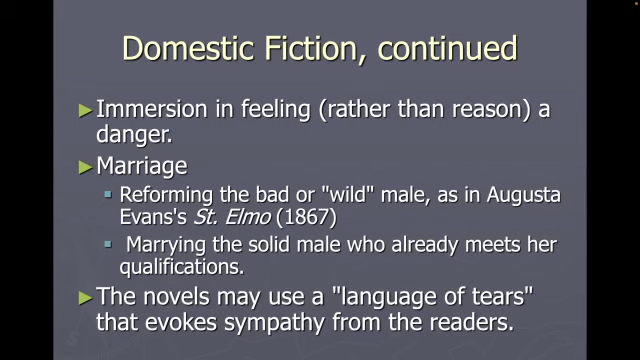 Domestic Fiction, continued
►Immersion in feeling (rather than reason) a
danger.
►Marriage
▪ Reforming the bad or "wild" male, as in Augusta
Evans's St. Elmo (1867)
▪ Marrying the solid male who already meets her
qualifications.
►The novels may use a "language of tears"
that evokes sympathy from the readers.